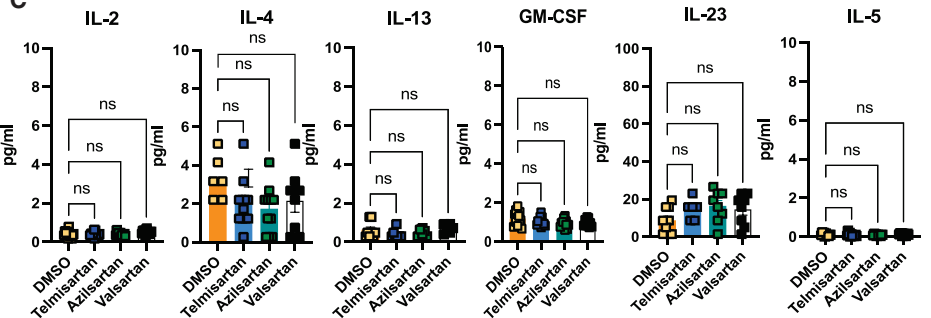 C
IL-2
IL-4
IL-13
GM-CSF
IL-23
IL-5
pg/ml
10
8
6
4
2
0
ns
ns
ns
DMSO
Telmisartan
Azilsartan
Valsartan
pg/ml
10
8
6
4
2
0
ns
ns
ns
DMSO
Telmisartan
Azilsartan
Valsartan
pg/ml
10
8
6
4
2
0
ns
ns
ns
DMSO
Telmisartan
Azilsartan
Valsartan
pg/ml
10
8
6
4
2
0
ns
ns
ns
DMSO
Telmisartan
Azilsartan
Valsartan
pg/ml
100
80
60
40
20
0
ns
ns
ns
DMSO
Telmisartan
Azilsartan
Valsartan
pg/ml
10
8
6
4
2
0
ns
ns
ns
DMSO
Telmisartan
Azilsartan
Valsartan